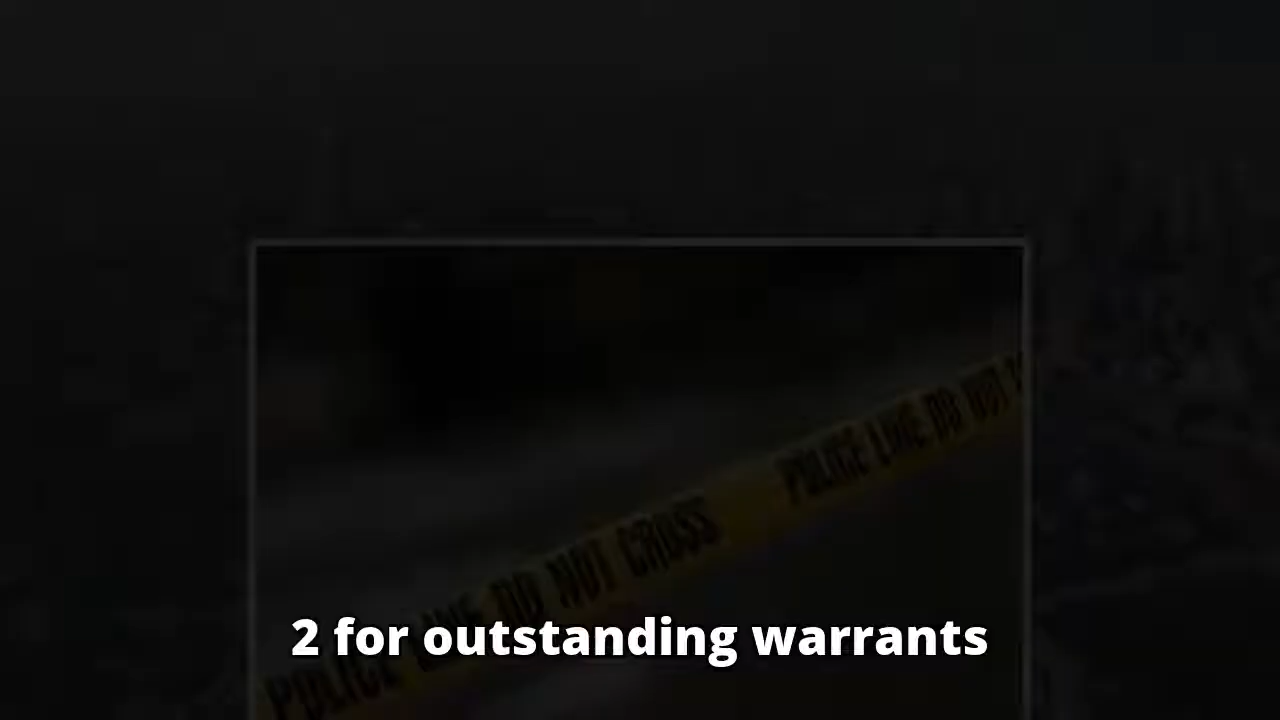 POLICE LINE DO NOT
POLICE LINE DO NOT CROSS
2 for outstanding warrants